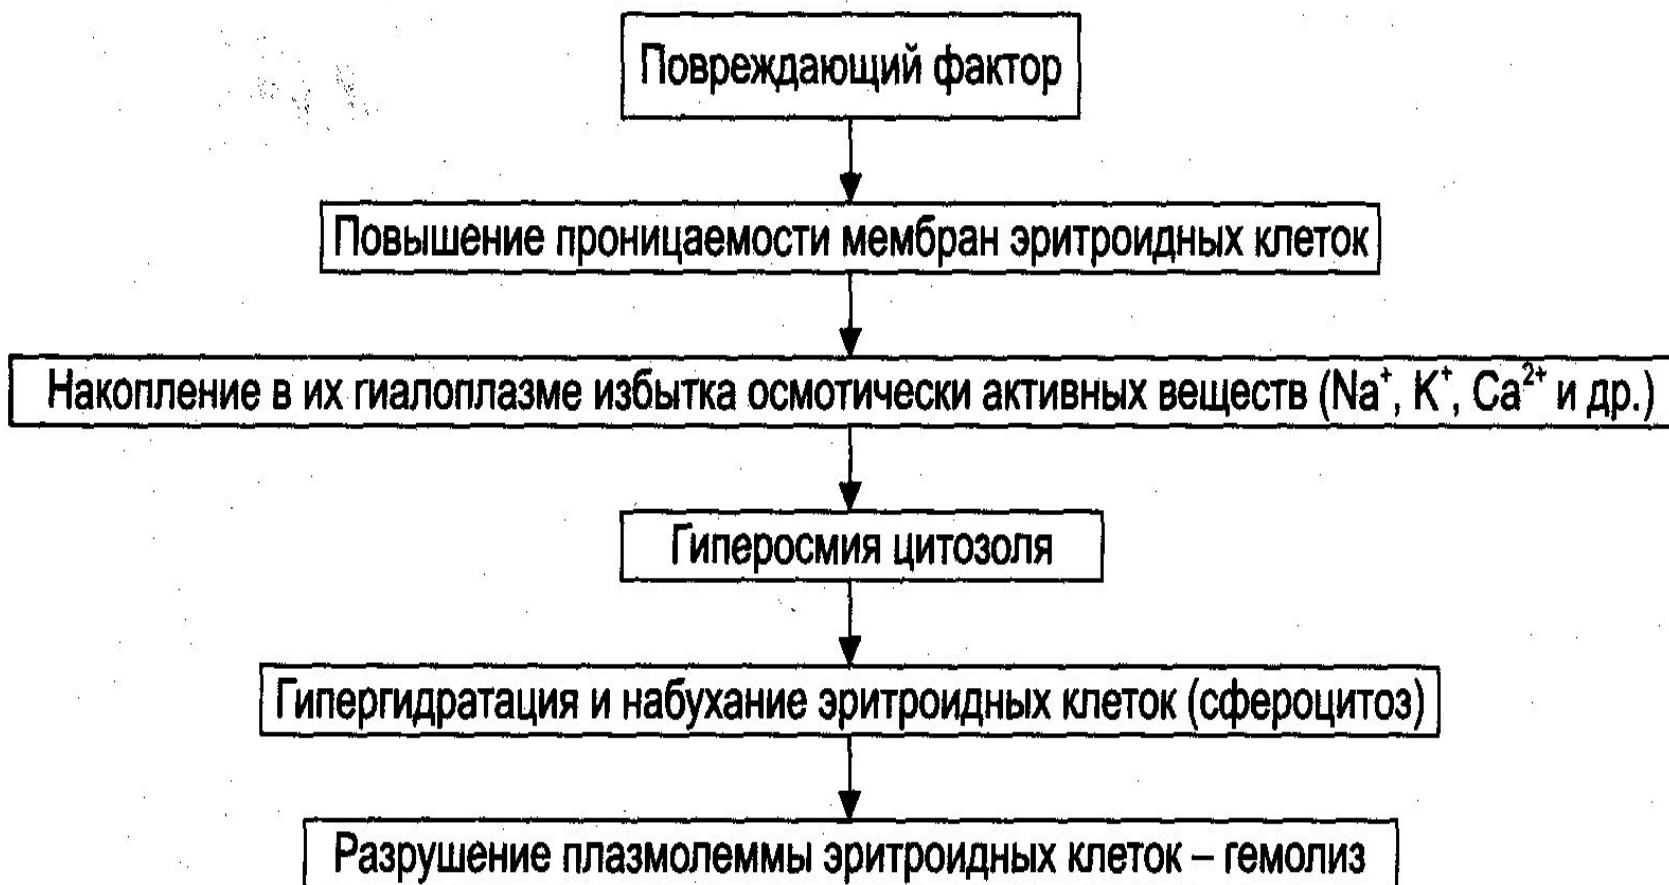 Повреждающий фактор
Повышение проницаемости мембран эритроидных клеток
Накопление в их гиалоплазме избытка осмотически активных веществ (Na⁺, K⁺, Ca²⁺ и др.)
Гиперосмия цитозоля
Гипергидратация и набухание эритроидных клеток (сфероцитоз)
Разрушение плазмолеммы эритроидных клеток – гемолиз